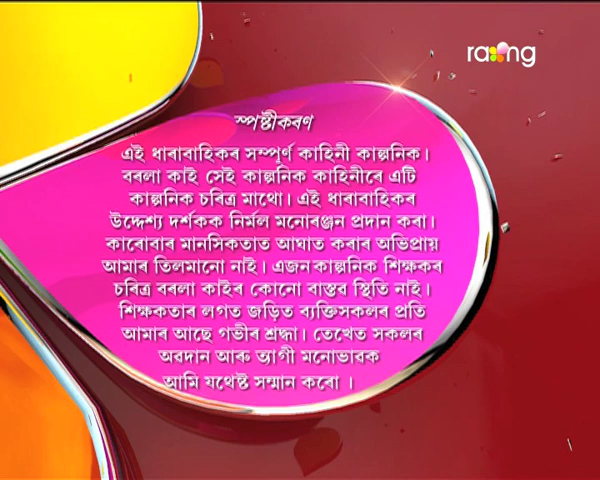 rang
স্পষ্টীকৰণ
এই ধাৰাবাহিকৰ সম্পূৰ্ণ কাহিনী কাল্পনিক।
বৰলা কাই সেই কাল্পনিক কাহিনীৰে এটি
কাল্পনিক চৰিত্ৰ মাথো। এই ধাৰাবাহিকৰ
উদ্দেশ্য দৰ্শকক নিৰ্মল মনোৰঞ্জন প্ৰদান কৰা।
কাৰোবাৰ মানসিকতাত আঘাত কৰাৰ অভিপ্ৰায়
আমাৰ তিলমানো নাই। এজন কাল্পনিক শিক্ষকৰ
চৰিত্ৰ বৰলা কাইৰ কোনো বাস্তৱ স্থিতি নাই।
শিক্ষকতাৰ লগত জড়িত ব্যক্তিসকলৰ প্ৰতি
আমাৰ আছে গভীৰ শ্ৰদ্ধা। তেখেত সকলৰ
অৱদান আৰু ত্যাগী মনোভাৱক
আমি যথেষ্ট সন্মান কৰো ।